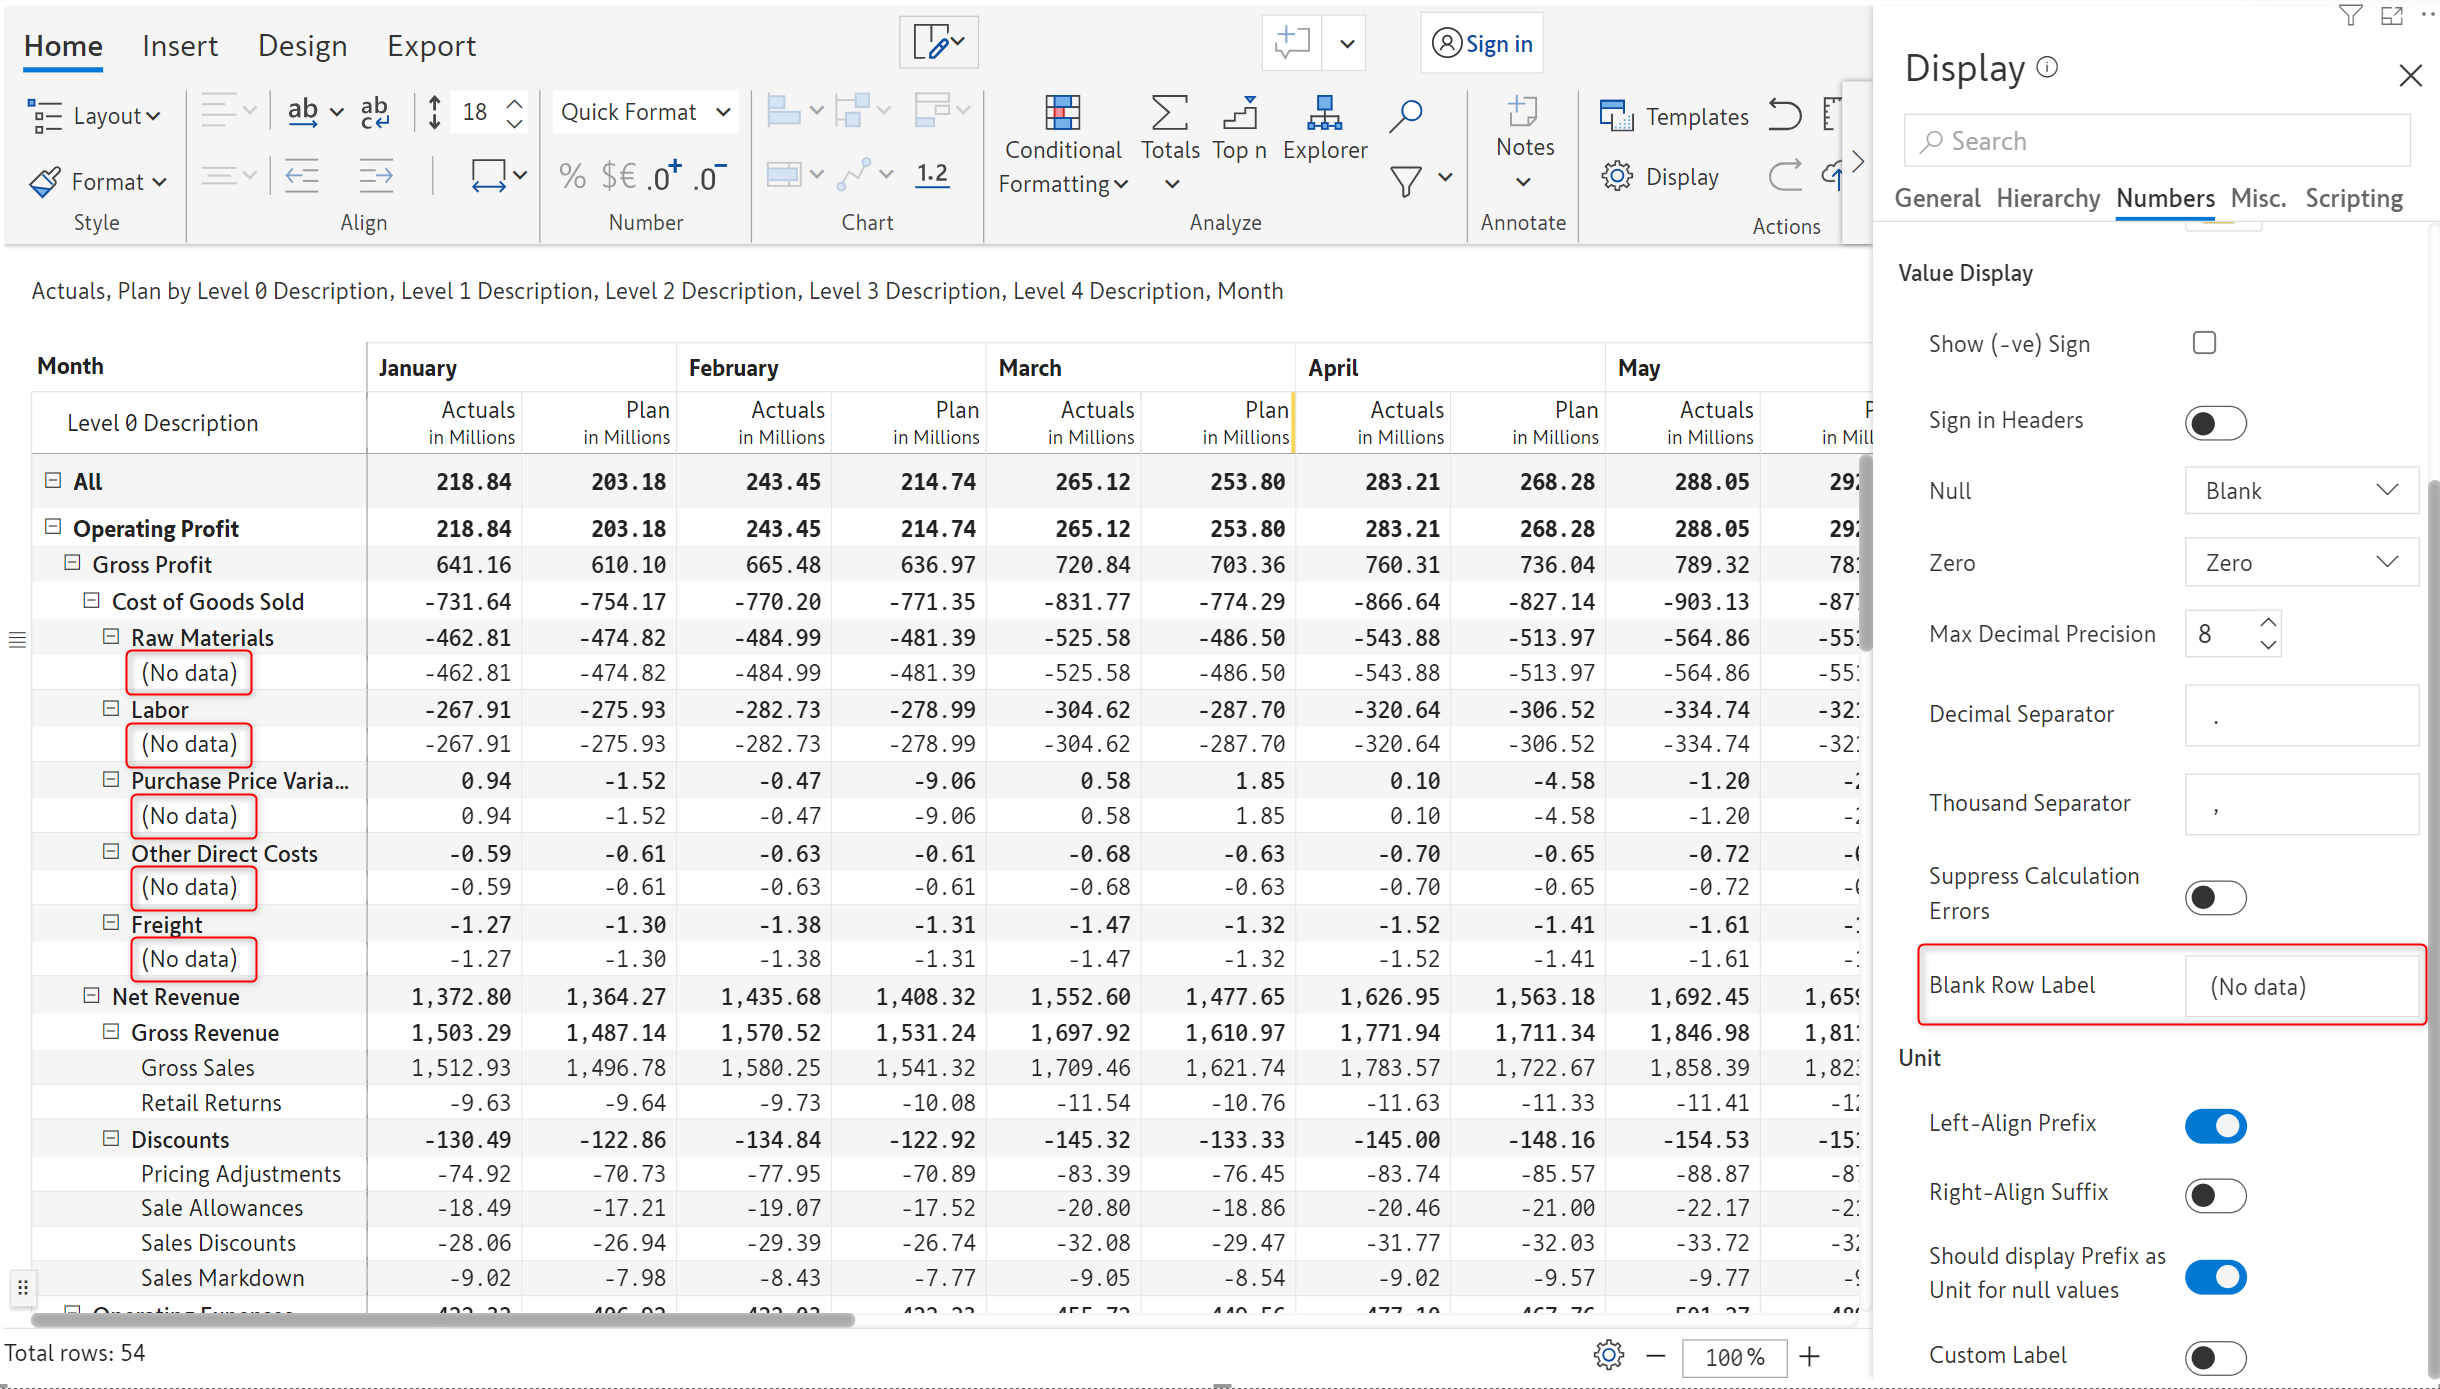 Home Insert Design Export Sign in
Layout ab ab c 18 Quick Format Conditional Formatting Totals Top n Explorer Notes Templates
Format % $€ .0+ .0- 1.2 Display
Style Align Number Chart Analyze Annotate Actions
Actuals, Plan by Level 0 Description, Level 1 Description, Level 2 Description, Level 3 Description, Level 4 Description, Month
Month January February March April May
Level 0 Description Actuals in Millions Plan in Millions Actuals in Millions Plan in Millions Actuals in Millions Plan in Millions Actuals in Millions Plan in Millions Actuals in Millions
All 218.84 203.18 243.45 214.74 265.12 253.80 283.21 268.28 288.05
Operating Profit 218.84 203.18 243.45 214.74 265.12 253.80 283.21 268.28 288.05
Gross Profit 641.16 610.10 665.48 636.97 720.84 703.36 760.31 736.04 789.32
Cost of Goods Sold -731.64 -754.17 -770.20 -771.35 -831.77 -774.29 -866.64 -827.14 -903.13
Raw Materials -462.81 -474.82 -484.99 -481.39 -525.58 -486.50 -543.88 -513.97 -564.86
(No data) -462.81 -474.82 -484.99 -481.39 -525.58 -486.50 -543.88 -513.97 -564.86
Labor -267.91 -275.93 -282.73 -278.99 -304.62 -287.70 -320.64 -306.52 -334.74
(No data) -267.91 -275.93 -282.73 -278.99 -304.62 -287.70 -320.64 -306.52 -334.74
Purchase Price Varia... 0.94 -1.52 -0.47 -9.06 0.58 1.85 0.10 -4.58 -1.20
(No data) 0.94 -1.52 -0.47 -9.06 0.58 1.85 0.10 -4.58 -1.20
Other Direct Costs -0.59 -0.61 -0.63 -0.61 -0.68 -0.63 -0.70 -0.65 -0.72
(No data) -0.59 -0.61 -0.63 -0.61 -0.68 -0.63 -0.70 -0.65 -0.72
Freight -1.27 -1.30 -1.38 -1.31 -1.47 -1.32 -1.52 -1.41 -1.61
(No data) -1.27 -1.30 -1.38 -1.31 -1.47 -1.32 -1.52 -1.41 -1.61
Net Revenue 1,372.80 1,364.27 1,435.68 1,408.32 1,552.60 1,477.65 1,626.95 1,563.18 1,692.45
Gross Revenue 1,503.29 1,487.14 1,570.52 1,531.24 1,697.92 1,610.97 1,771.94 1,711.34 1,846.98
Gross Sales 1,512.93 1,496.78 1,580.25 1,541.32 1,709.46 1,621.74 1,783.57 1,722.67 1,858.39
Retail Returns -9.63 -9.64 -9.73 -10.08 -11.54 -10.76 -11.63 -11.33 -11.41
Discounts -130.49 -122.86 -134.84 -122.92 -145.32 -133.33 -145.00 -148.16 -154.53
Pricing Adjustments -74.92 -70.73 -77.95 -70.89 -83.39 -76.45 -83.74 -85.57 -88.87
Sale Allowances -18.49 -17.21 -19.07 -17.52 -20.80 -18.86 -20.46 -21.00 -22.17
Sales Discounts -28.06 -26.94 -29.39 -26.74 -32.08 -29.47 -31.77 -32.03 -33.72
Sales Markdown -9.02 -7.98 -8.43 -7.77 -9.05 -8.54 -9.02 -9.57 -9.77
Total rows: 54
100%
Display
Search
General Hierarchy Numbers Misc. Scripting
Value Display
Show (-ve) Sign
Sign in Headers
Null Blank
Zero Zero
Max Decimal Precision 8
Decimal Separator .
Thousand Separator ,
Suppress Calculation
Errors
Blank Row Label (No data)
Unit
Left-Align Prefix
Right-Align Suffix
Should display Prefix as
Unit for null values
Custom Label